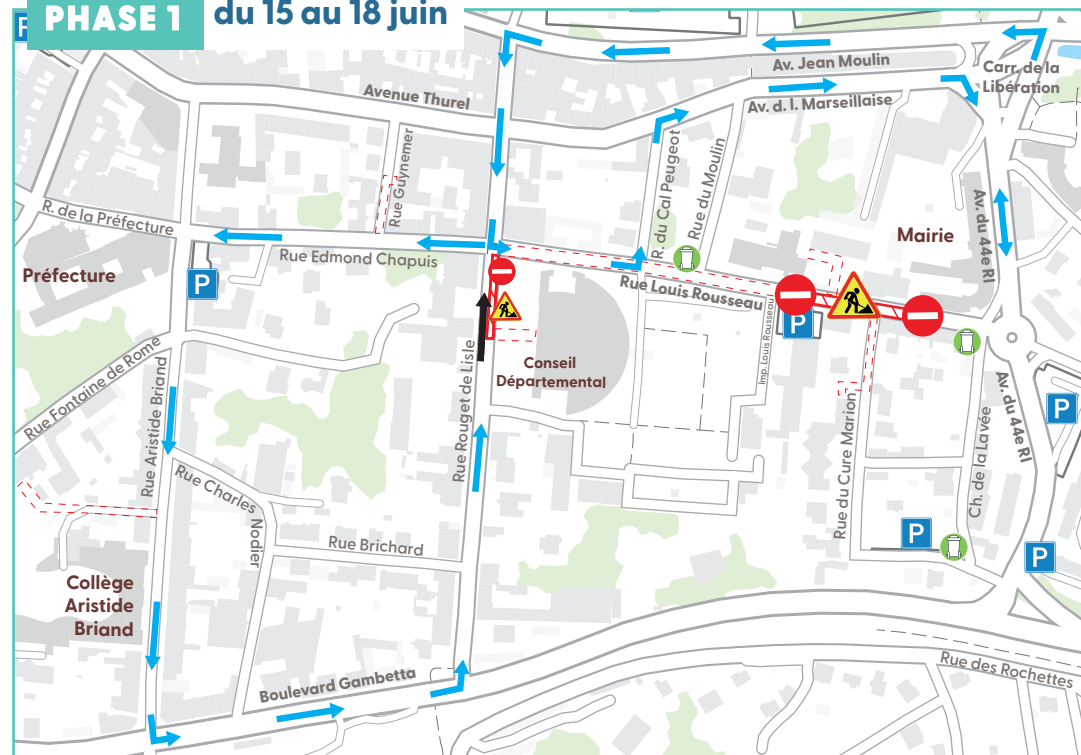 PHASE 1
du 15 au 18 juin
P
Av. Jean Moulin
Carr. de la
Libération
Avenue Thurel
Av. d. l. Marseillaise
Rue Guynemer
R. du Cal Peugeot
Rue du Moulin
R. de la Préfecture
Av. du 44e RI
Mairie
Rue Edmond Chapuis
Préfecture
P
Rue Louis Rousseau
P
Imp. Louis Rousseau
Rue Fontaine de Rome
Rue Aristide Briand
Rue Rouget de Lisle
Conseil
Départemental
Av. du 44e RI
P
Rue du Cure Marion
Ch. de la Lavée
Rue Charles
Nodier
Rue Brichard
P
P
Collège
Aristide
Briand
Boulevard Gambetta
Rue des Rochettes